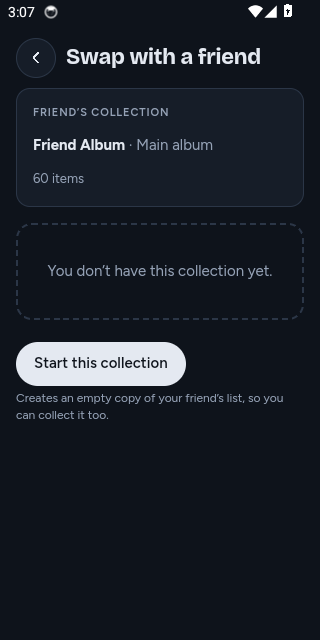 3:07
Swap with a friend
FRIEND'S COLLECTION
Friend Album · Main album
60 items
You don't have this collection yet.
Start this collection
Creates an empty copy of your friend's list, so you
can collect it too.